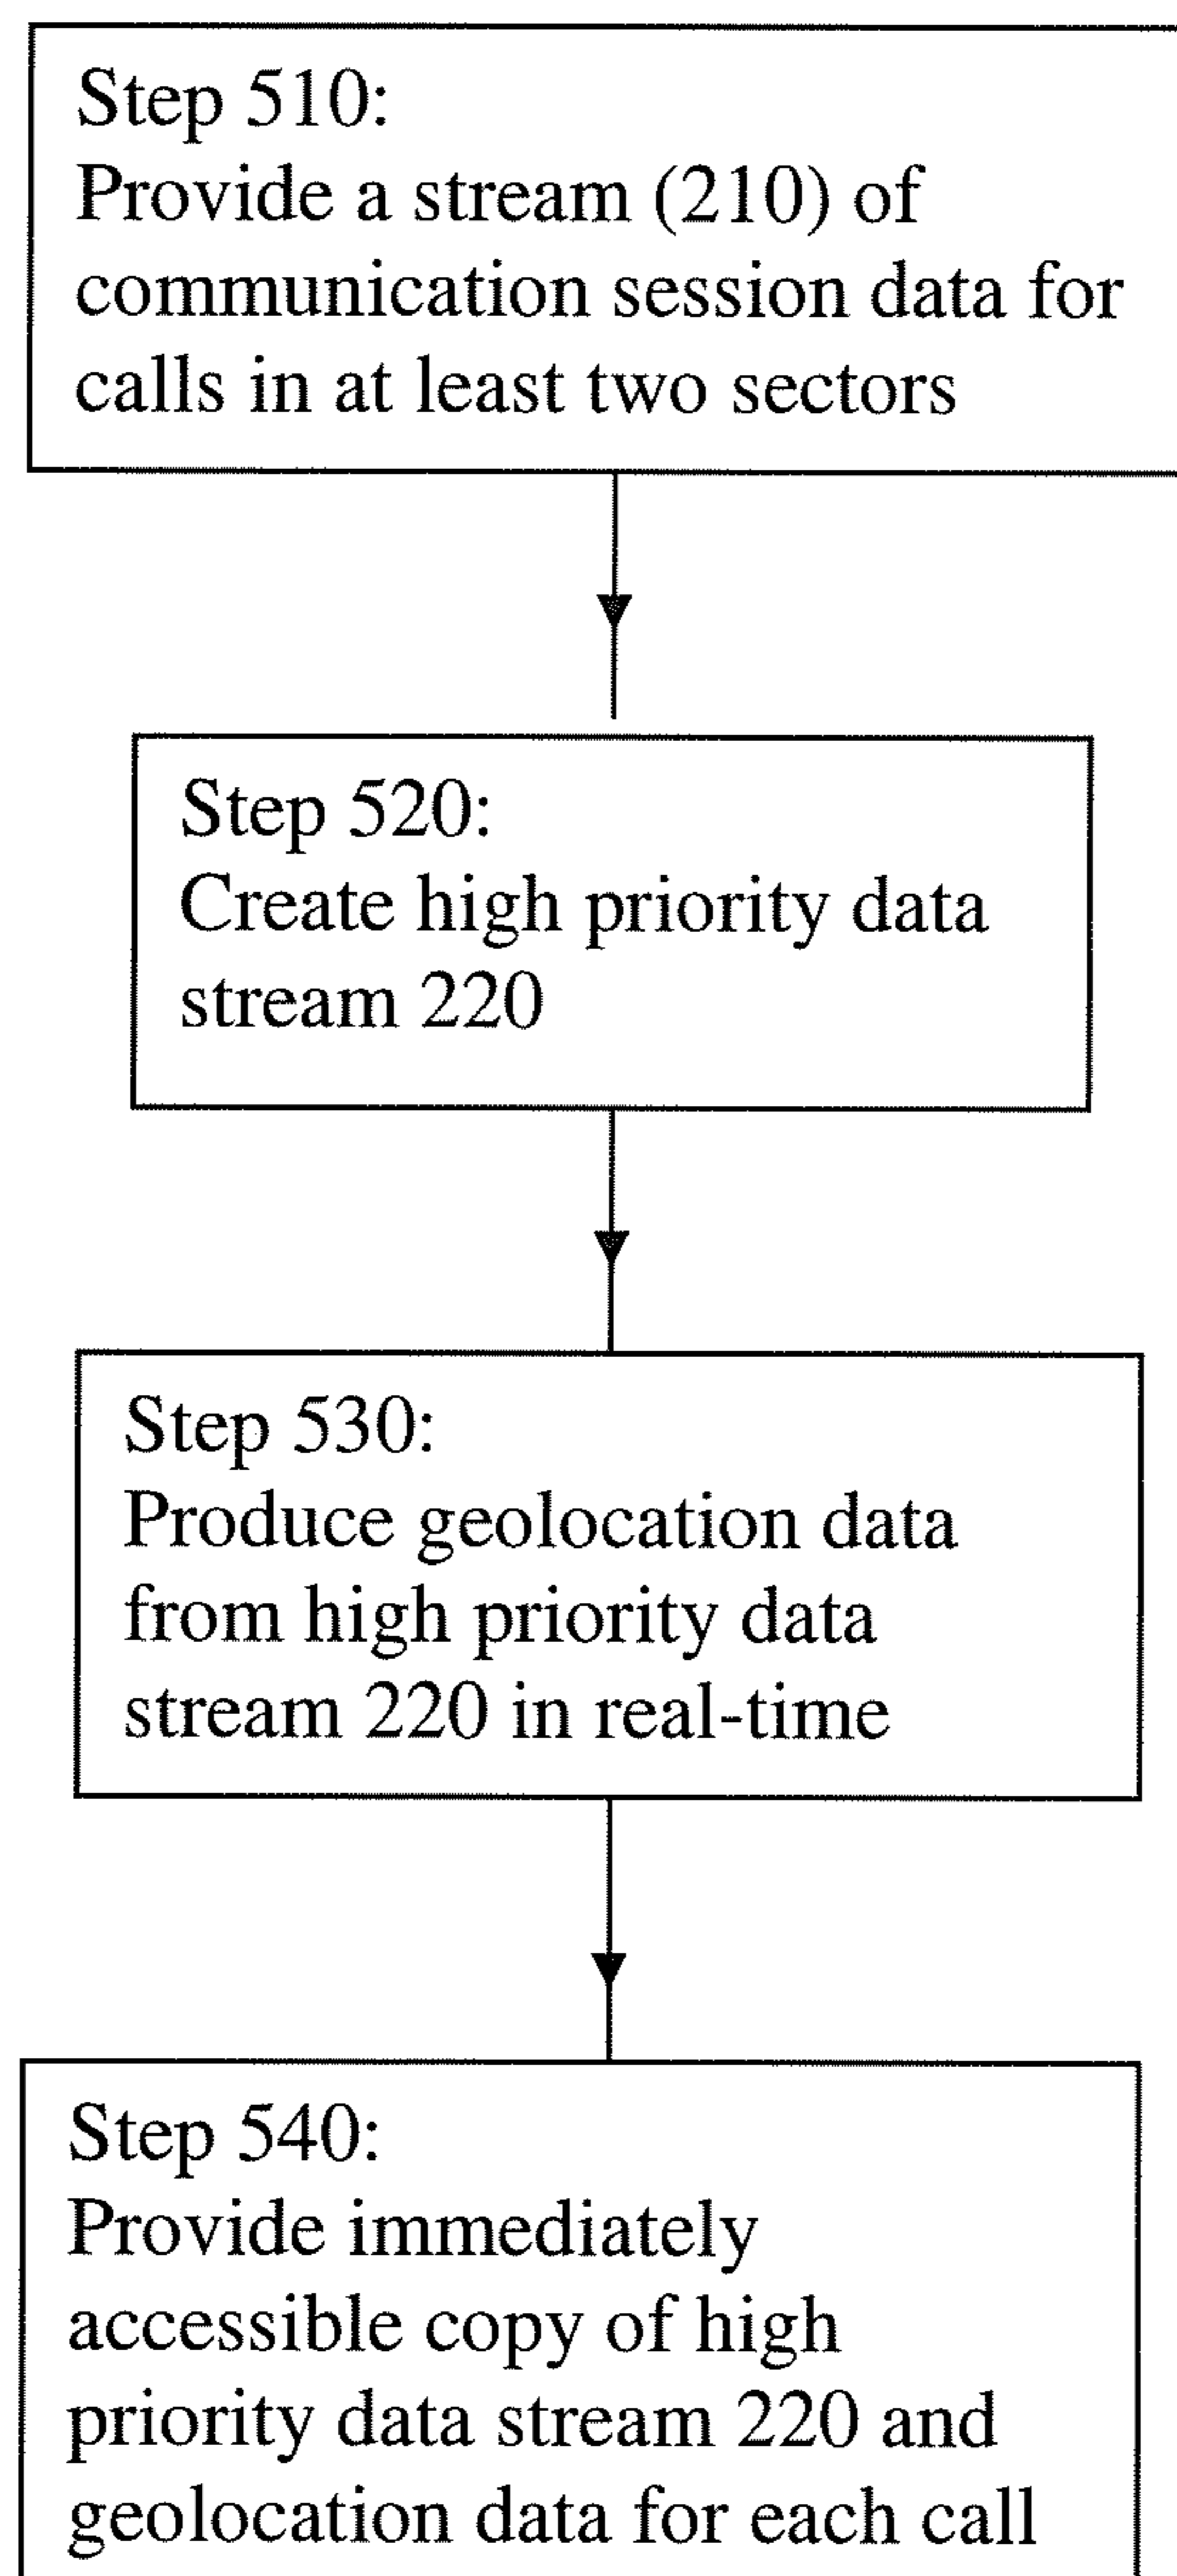 Step 510:
Provide a stream (210) of
communication session data for
calls in at least two sectors
Step 520:
Create high priority data
stream 220
Step 530:
Produce geolocation data
from high priority data
stream 220 in real-time
Step 540:
Provide immediately
accessible copy of high
priority data stream 220 and
geolocation data for each call